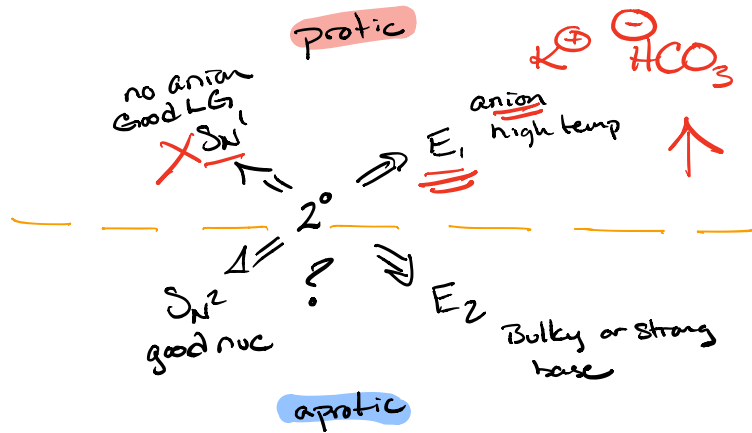 protic
K⊕ ⊖HCO3
no anion
Good LG
SN1
anion
high temp
E1
2°
?
SN2
good nuc
E2
Bulky or strong
base
aprotic